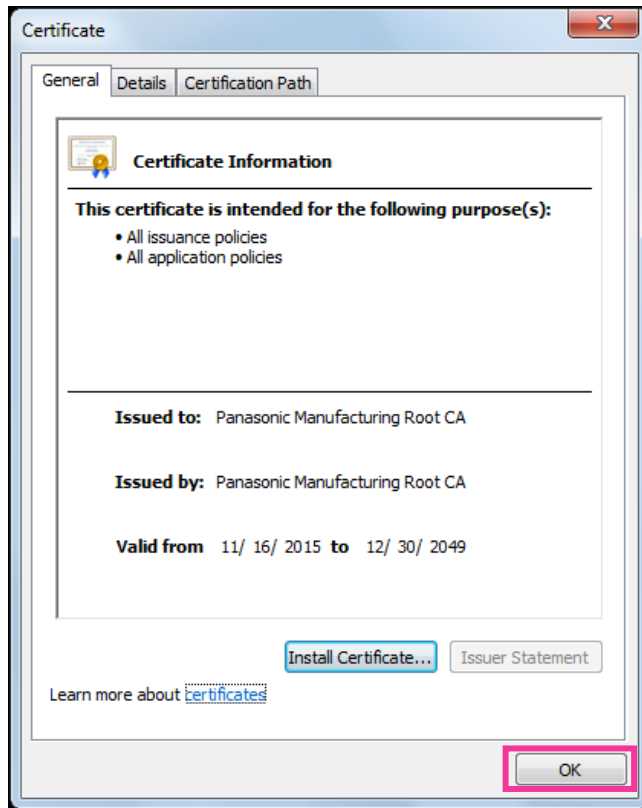 Certificate
General Details Certification Path
Certificate Information
This certificate is intended for the following purpose(s):
• All issuance policies
• All application policies
Issued to: Panasonic Manufacturing Root CA
Issued by: Panasonic Manufacturing Root CA
Valid from 11/ 16/ 2015 to 12/ 30/ 2049
Install Certificate... Issuer Statement
Learn more about certificates
OK